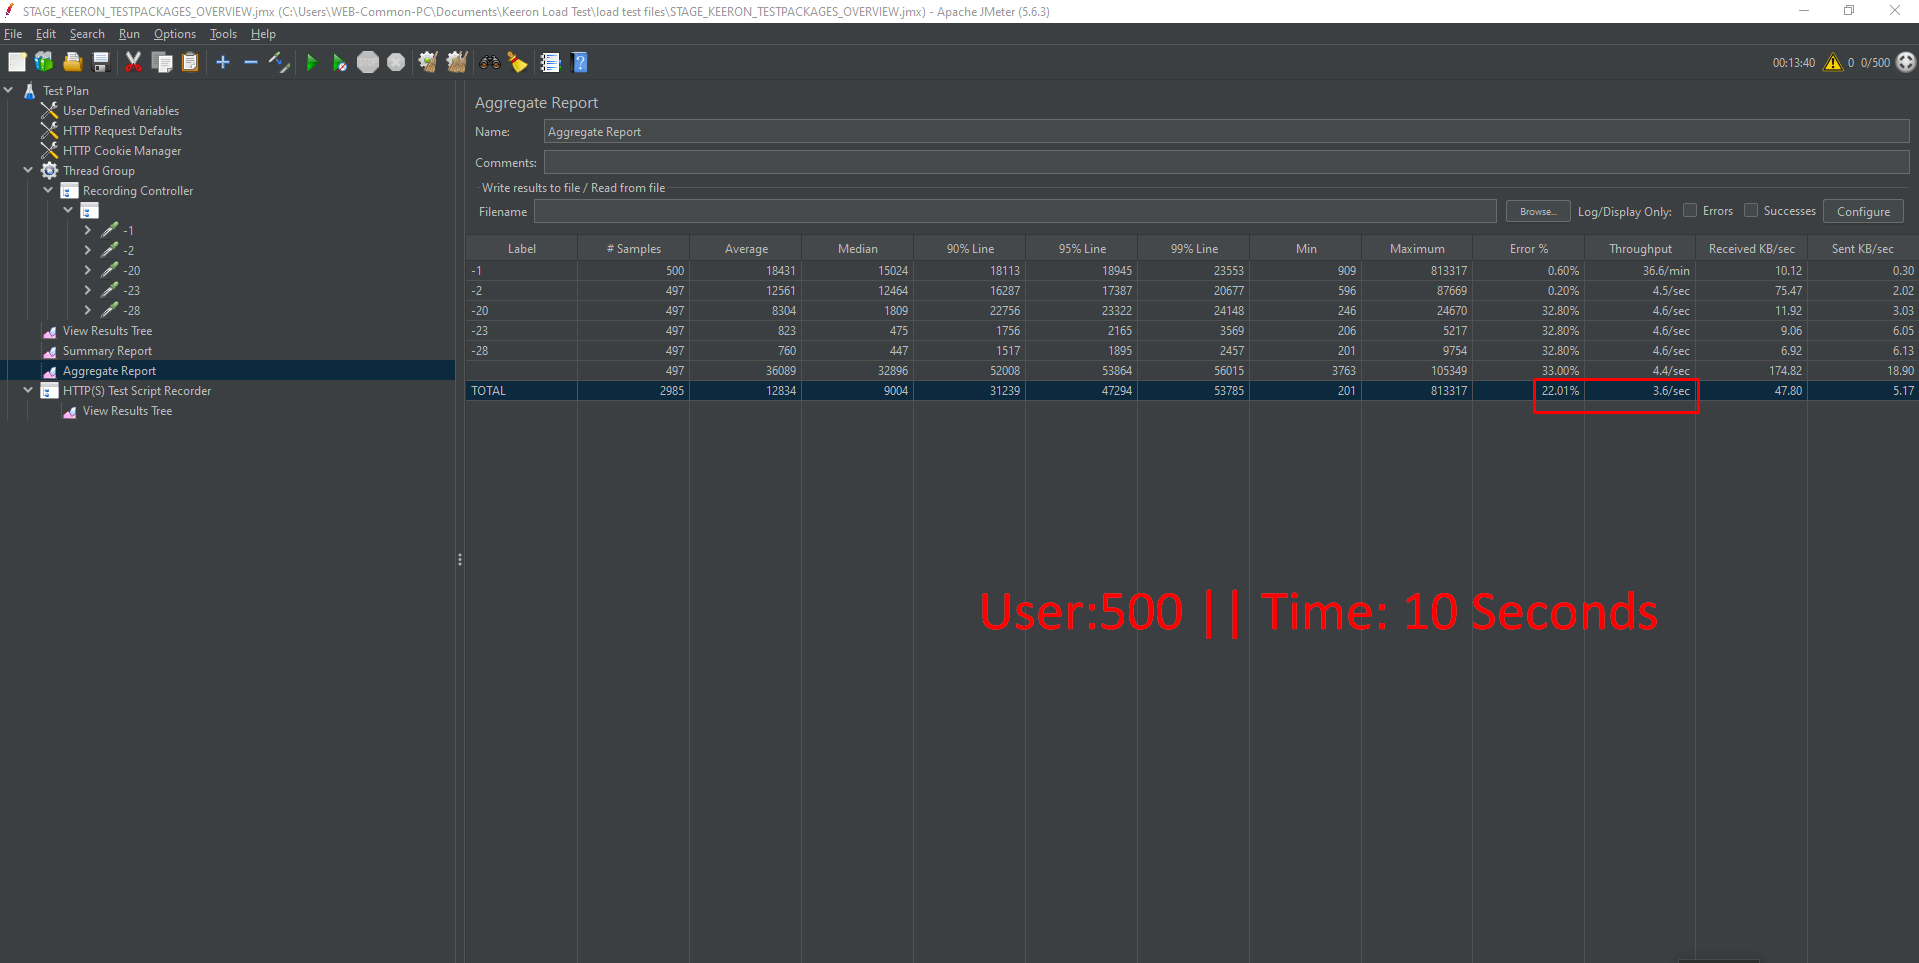 STAGE_KEERON_TESTPACKAGES_OVERVIEW.jmx (C:\Users\WEB-Common-PC\Documents\Keeron Load Test\load test files\STAGE_KEERON_TESTPACKAGES_OVERVIEW.jmx) - Apache JMeter (5.6.3)
File Edit Search Run Options Tools Help
00:13:40 0 0/500
Test Plan
User Defined Variables
HTTP Request Defaults
HTTP Cookie Manager
Thread Group
Recording Controller
-1
-2
-20
-23
-28
View Results Tree
Summary Report
Aggregate Report
HTTP(S) Test Script Recorder
View Results Tree
Aggregate Report
Name: Aggregate Report
Comments:
Write results to file / Read from file
Filename Browse... Log/Display Only: Errors Successes Configure
Label # Samples Average Median 90% Line 95% Line 99% Line Min Maximum Error % Throughput Received KB/sec Sent KB/sec
-1 500 18431 15024 18113 18945 23553 909 813317 0.60% 36.6/min 10.12 0.30
-2 497 12561 12464 16287 17387 20677 596 87669 0.20% 4.5/sec 75.47 2.02
-20 497 8304 1809 22756 23322 24148 246 24670 32.80% 4.6/sec 11.92 3.03
-23 497 823 475 1756 2165 3569 206 5217 32.80% 4.6/sec 9.06 6.05
-28 497 760 447 1517 1895 2457 201 9754 32.80% 4.6/sec 6.92 6.13
497 36089 32896 52008 53864 56015 3763 105349 33.00% 4.4/sec 174.82 18.90
TOTAL 2985 12834 9004 31239 47294 53785 201 813317 22.01% 3.6/sec 47.80 5.17
User:500 || Time: 10 Seconds